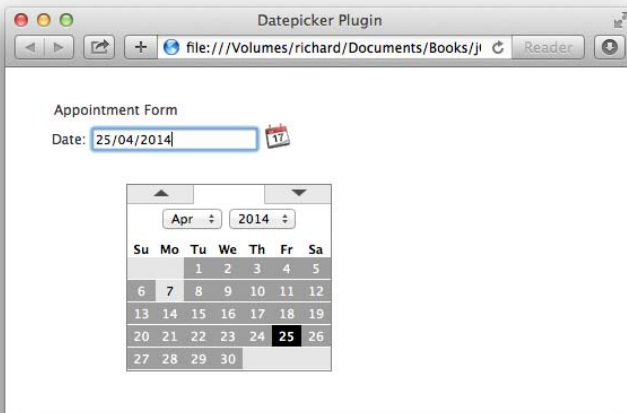 Datepicker Plugin
file:///Volumes/richard/Documents/Books/j
Reader
Appointment Form
Date: 25/04/2014
17
Apr 2014
Su Mo Tu We Th Fr Sa
1 2 3 4 5
6 7 8 9 10 11 12
13 14 15 16 17 18 19
20 21 22 23 24 25 26
27 28 29 30